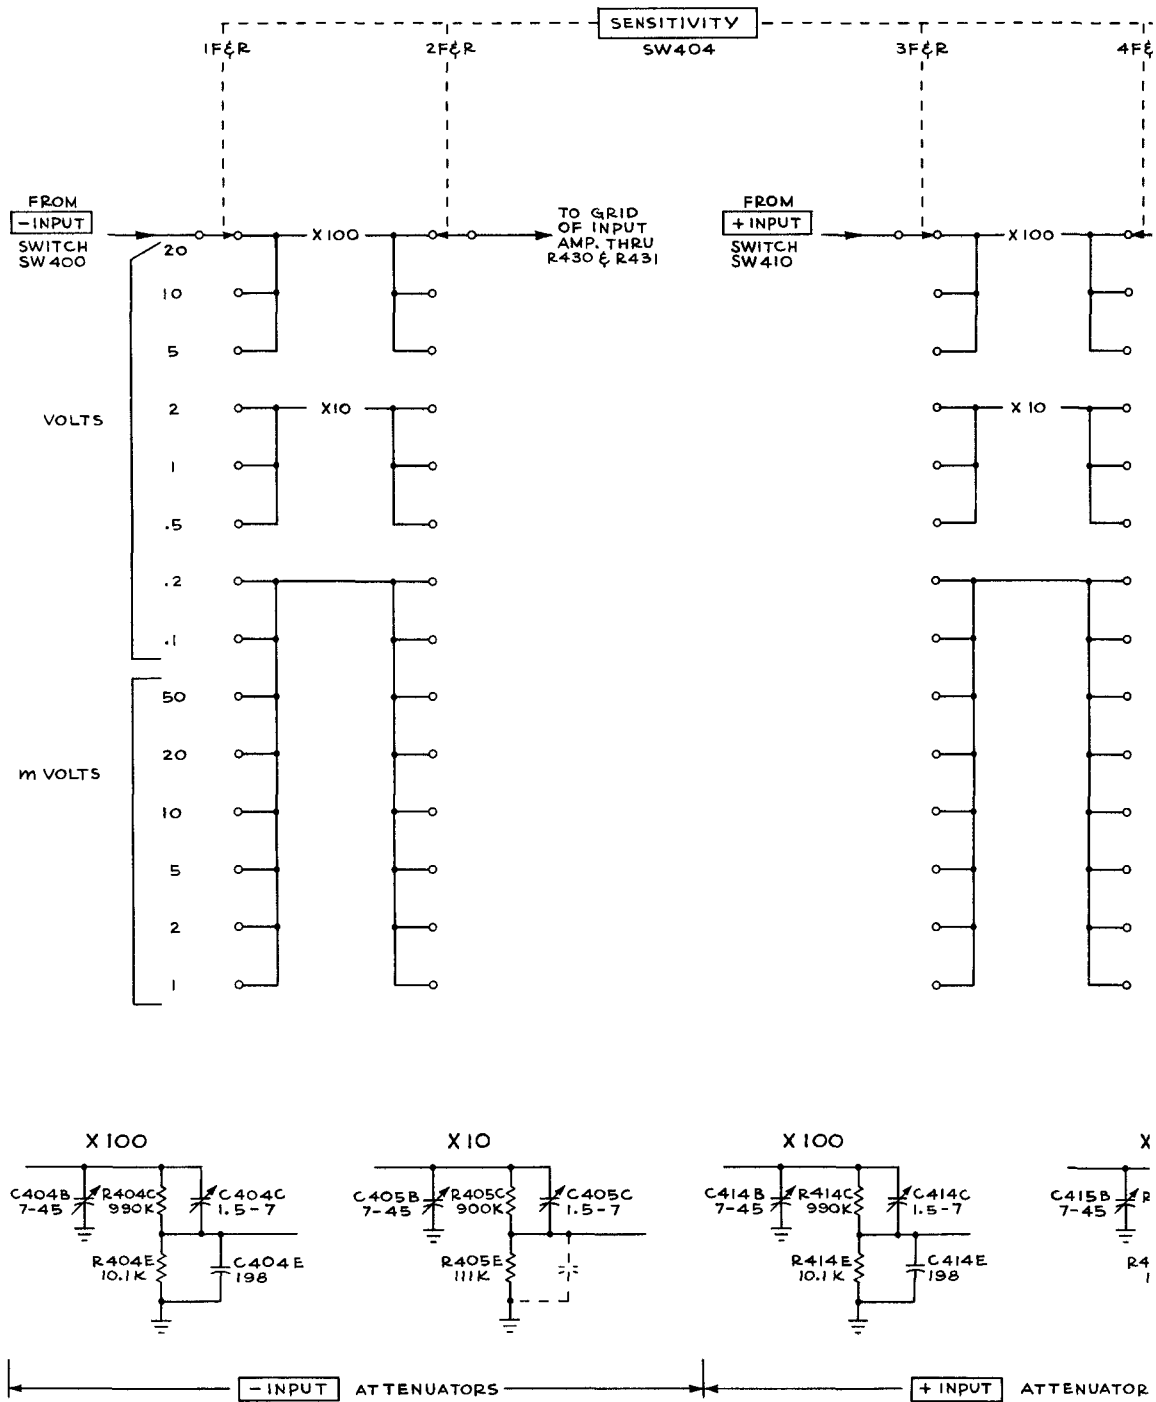 SENSITIVITY
SW404
1F&R
2F&R
3F&R
4F&
FROM
-INPUT
SWITCH
SW400
TO GRID
OF INPUT
AMP. THRU
R430 & R431
FROM
+INPUT
SWITCH
SW410
X100
X100
20
10
5
VOLTS
2
X10
X10
1
.5
.2
.1
50
20
m VOLTS
10
5
2
1
X100
C404B
7-45
R404C
990K
C404C
1.5-7
R404E
10.1K
C404E
198
X10
C405B
7-45
R405C
900K
C405C
1.5-7
R405E
111K
X100
C414B
7-45
R414C
990K
C414C
1.5-7
R414E
10.1K
C414E
198
X
C415B
7-45
R
R4
1
-INPUT ATTENUATORS
+INPUT ATTENUATOR